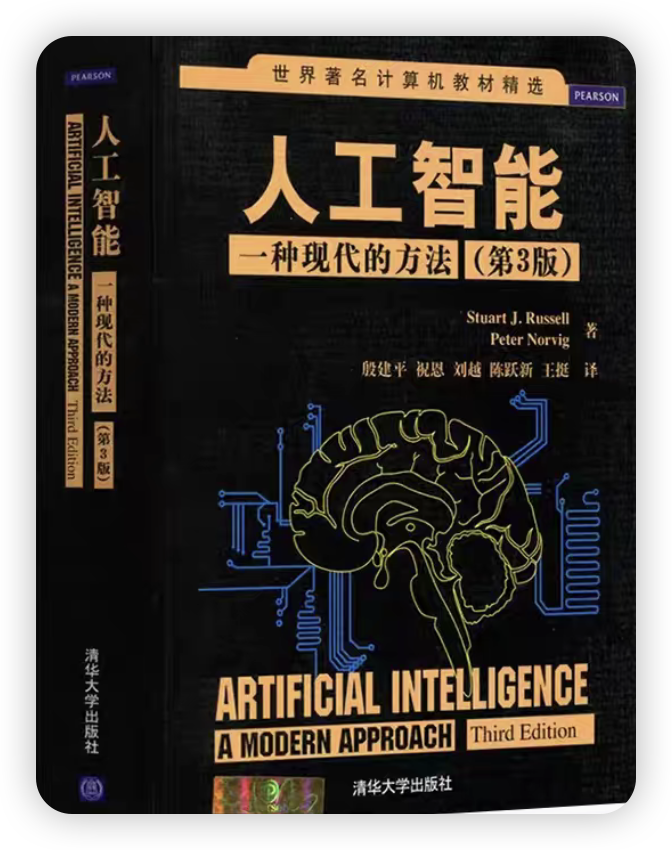 PEARSON
人工智能
一种现代的方法
(第3版)
ARTIFICIAL INTELLIGENCE A MODERN APPROACH Third Edition
清华大学出版社
世界著名计算机教材精选
PEARSON
人工智能
一种现代的方法 (第3版)
Stuart J. Russell
Peter Norvig
著
殷建平 祝恩 刘越 陈跃新 王挺 译
ARTIFICIAL INTELLIGENCE
A MODERN APPROACH Third Edition
清华大学出版社